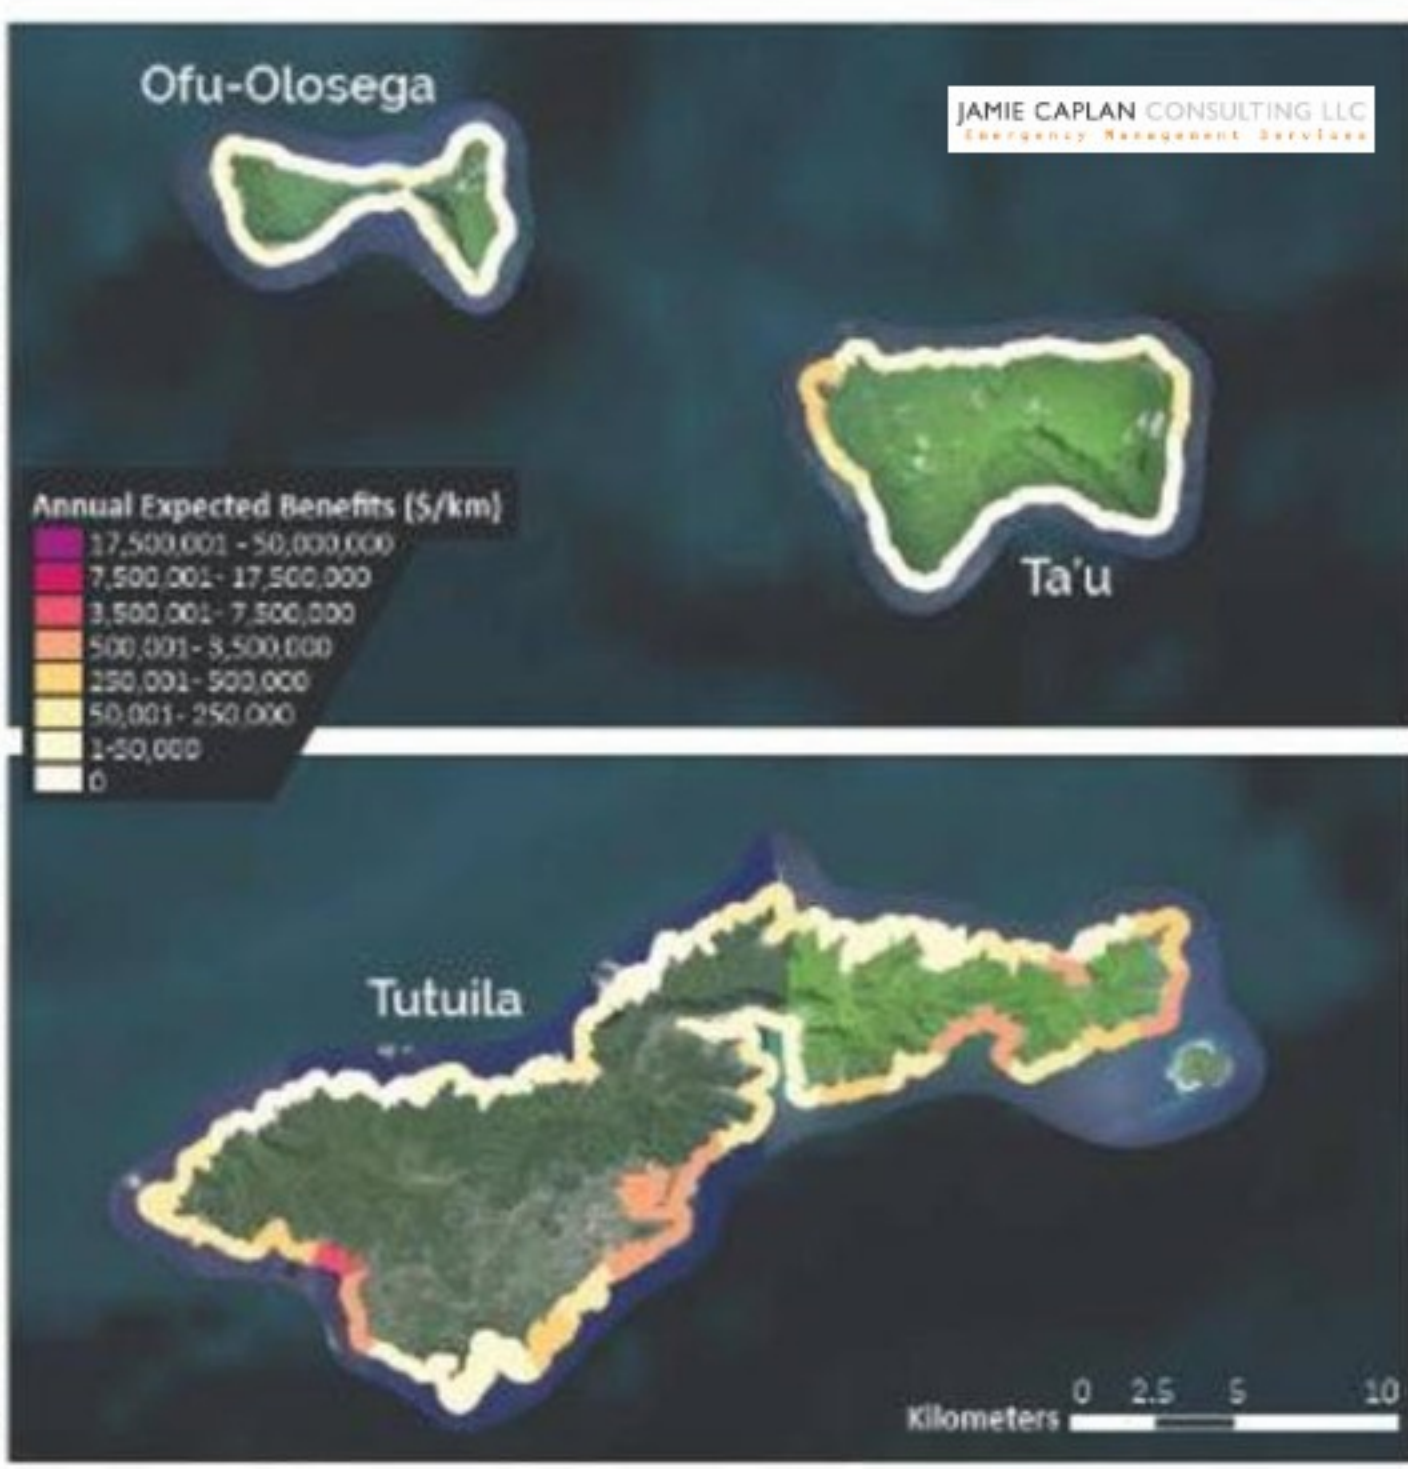 Ofu-Olosega
JAMIE CAPLAN CONSULTING LLC
Emergency Management Services
Ta'u
Annual Expected Benefits ($/km)
17,500,001 - 50,000,000
7,500,001- 17,500,000
3,500,001- 7,500,000
500,001- 3,500,000
250,001- 500,000
50,001- 250,000
1-50,000
0
Tutuila
0 2.5 5 10
Kilometers